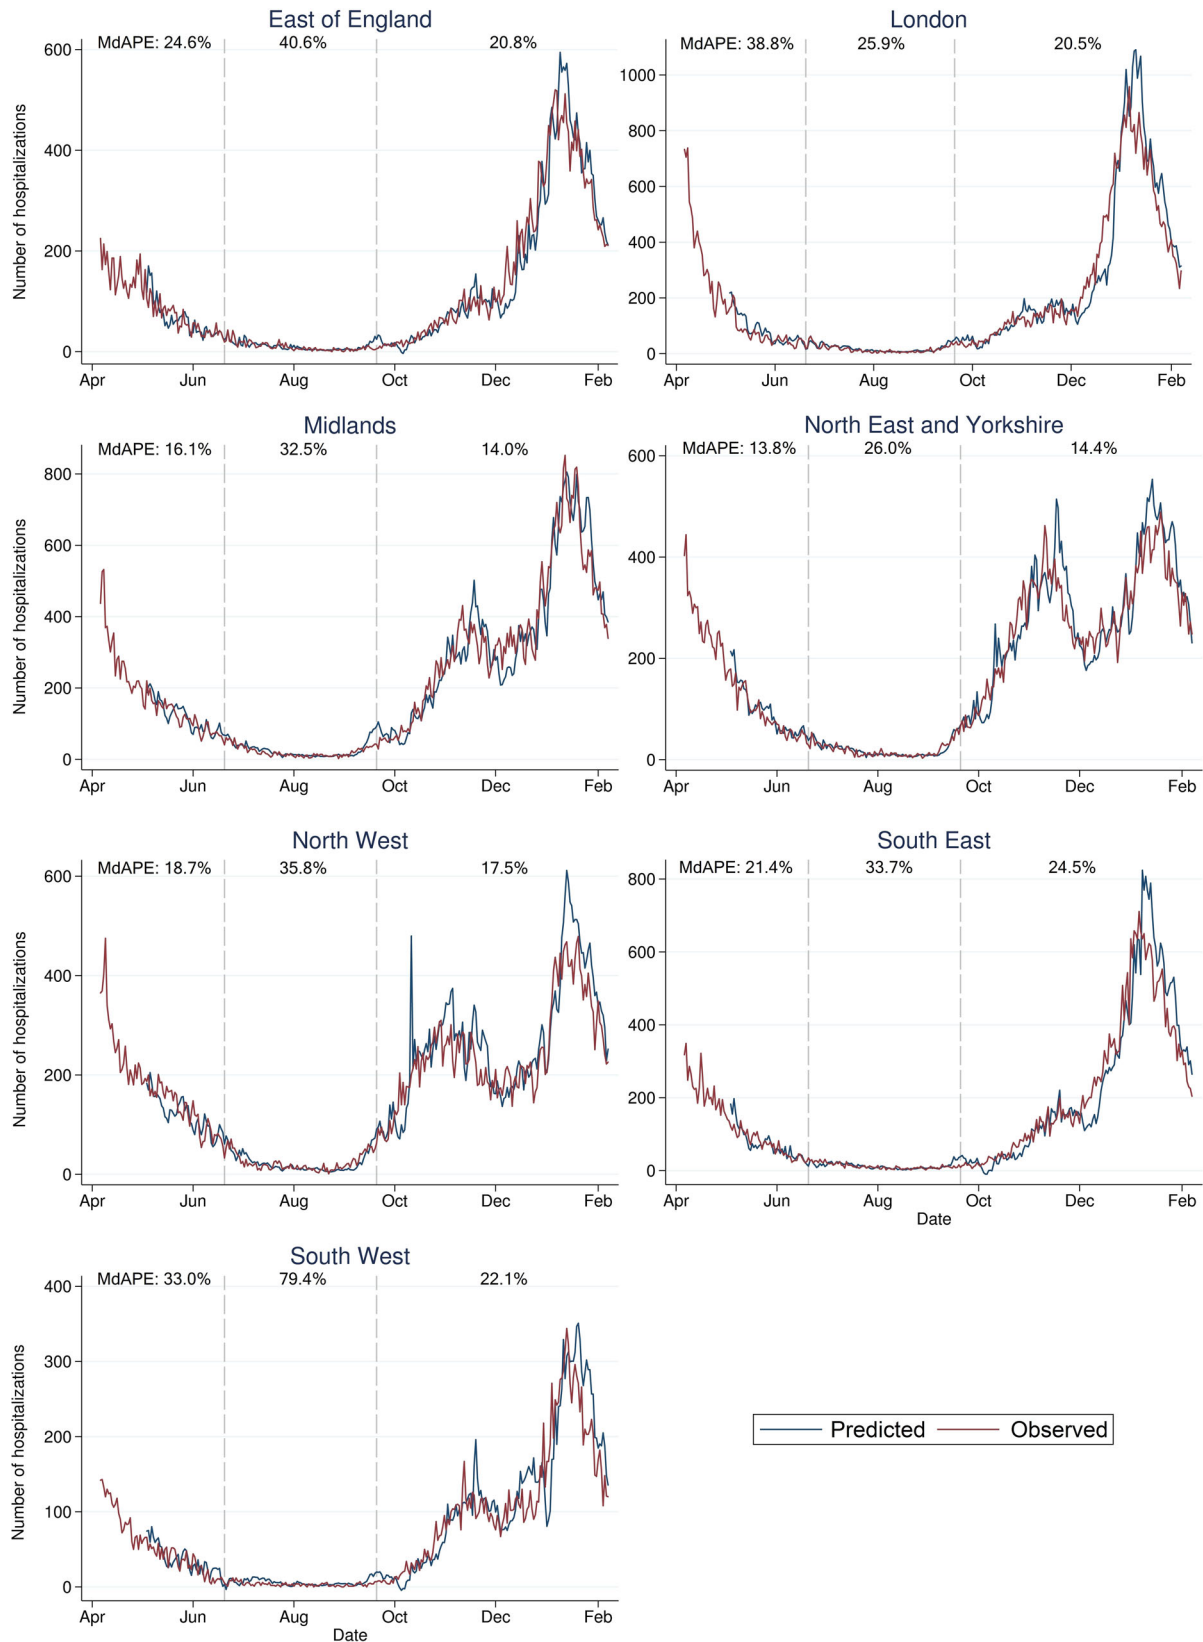 East of England
MdAPE: 24.6% 40.6% 20.8%
Number of hospitalizations
600
400
200
0
Apr Jun Aug Oct Dec Feb
London
MdAPE: 38.8% 25.9% 20.5%
1000
800
600
400
200
0
Apr Jun Aug Oct Dec Feb
Midlands
MdAPE: 16.1% 32.5% 14.0%
Number of hospitalizations
800
600
400
200
0
Apr Jun Aug Oct Dec Feb
North East and Yorkshire
MdAPE: 13.8% 26.0% 14.4%
600
400
200
0
Apr Jun Aug Oct Dec Feb
North West
MdAPE: 18.7% 35.8% 17.5%
Number of hospitalizations
600
400
200
0
Apr Jun Aug Oct Dec Feb
South East
MdAPE: 21.4% 33.7% 24.5%
800
600
400
200
0
Apr Jun Aug Oct Dec Feb
Date
South West
MdAPE: 33.0% 79.4% 22.1%
Number of hospitalizations
400
300
200
100
0
Apr Jun Aug Oct Dec Feb
Date
Predicted Observed